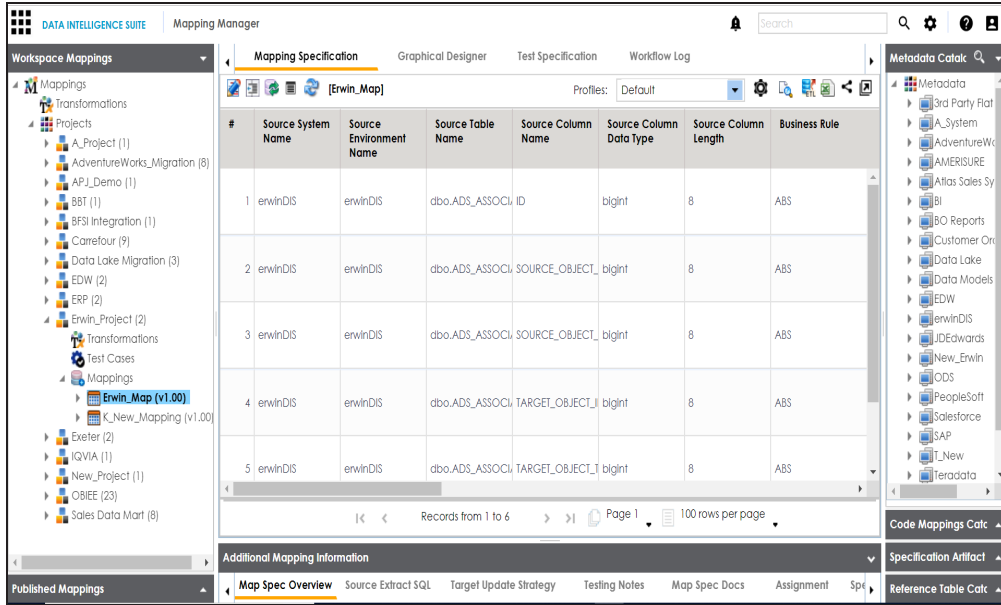 DATA INTELLIGENCE SUITE Mapping Manager Search
Workspace Mappings
Mappings
Transformations
Projects
A_Project (1)
AdventureWorks_Migration (8)
APJ_Demo (1)
BBT (1)
BFSI Integration (1)
Carrefour (9)
Data Lake Migration (3)
EDW (2)
ERP (2)
Erwin_Project (2)
Transformations
Test Cases
Mappings
Erwin_Map (v1.00)
K_New_Mapping (v1.00)
Exeter (2)
IQVIA (1)
New_Project (1)
OBIEE (23)
Sales Data Mart (8)
Published Mappings
Mapping Specification Graphical Designer Test Specification Workflow Log
[Erwin_Map] Profiles: Default
# Source System Name Source Environment Name Source Table Name Source Column Name Source Column Data Type Source Column Length Business Rule
1 erwinDIS erwinDIS dbo.ADS_ASSOCI ID bigint 8 ABS
2 erwinDIS erwinDIS dbo.ADS_ASSOCI SOURCE_OBJECT_ bigint 8 ABS
3 erwinDIS erwinDIS dbo.ADS_ASSOCI SOURCE_OBJECT_ bigint 8 ABS
4 erwinDIS erwinDIS dbo.ADS_ASSOCI TARGET_OBJECT_I bigint 8 ABS
5 erwinDIS erwinDIS dbo.ADS_ASSOCI TARGET_OBJECT_T bigint 8 ABS
Records from 1 to 6 Page 1 100 rows per page
Additional Mapping Information
Map Spec Overview Source Extract SQL Target Update Strategy Testing Notes Map Spec Docs Assignment Spe
Metadata Catalc
Metadata
3rd Party Flat
A_System
AdventureWo
AMERISURE
Atlas Sales Sy
BI
BO Reports
Customer Ord
Data Lake
Data Models
EDW
erwinDIS
JDEdwards
New_Erwin
ODS
PeopleSoft
Salesforce
SAP
T_New
Teradata
Code Mappings Catc
Specification Artifact
Reference Table Catc